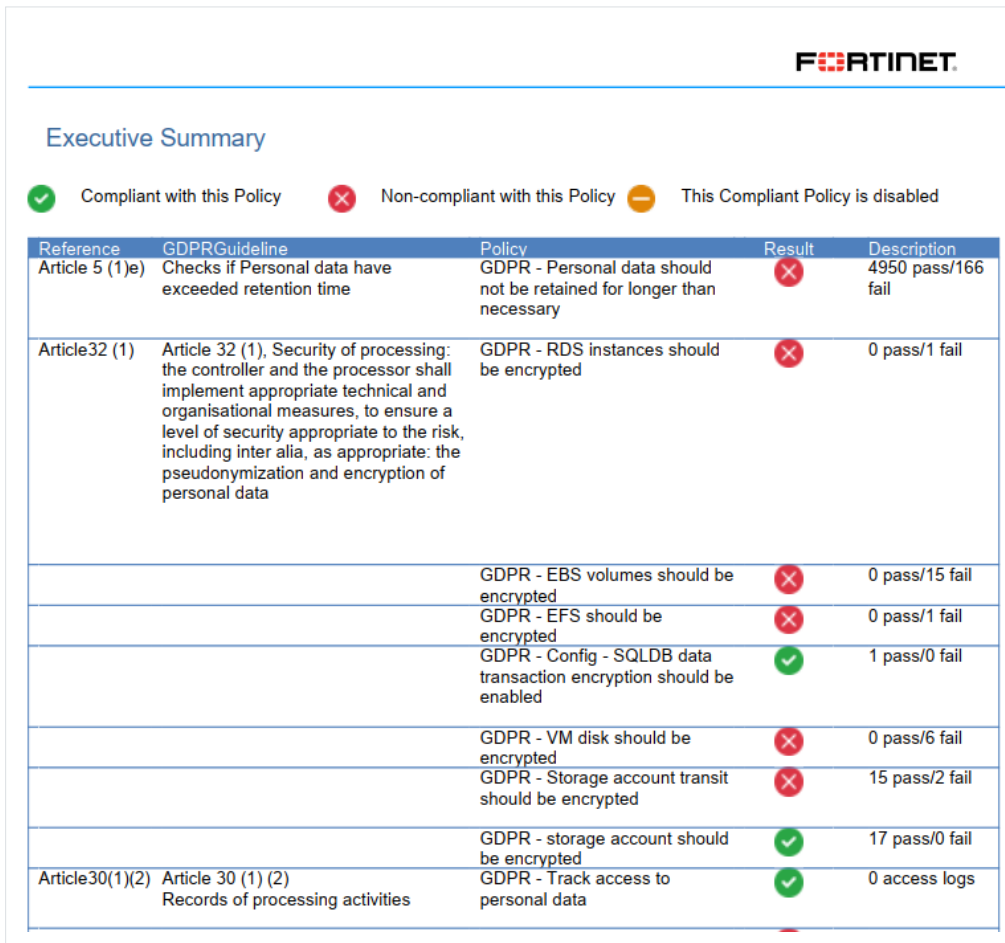 FORTINET
Executive Summary
Compliant with this Policy Non-compliant with this Policy This Compliant Policy is disabled
Reference GDPRGuideline Policy Result Description
Article 5 (1)e) Checks if Personal data have GDPR - Personal data should 4950 pass/166
exceeded retention time not be retained for longer than fail
necessary
Article32 (1) Article 32 (1), Security of processing: GDPR - RDS instances should 0 pass/1 fail
the controller and the processor shall be encrypted
implement appropriate technical and
organisational measures, to ensure a
level of security appropriate to the risk,
including inter alia, as appropriate: the
pseudonymization and encryption of
personal data
GDPR - EBS volumes should be 0 pass/15 fail
encrypted
GDPR - EFS should be 0 pass/1 fail
encrypted
GDPR - Config - SQLDB data 1 pass/0 fail
transaction encryption should be
enabled
GDPR - VM disk should be 0 pass/6 fail
encrypted
GDPR - Storage account transit 15 pass/2 fail
should be encrypted
GDPR - storage account should 17 pass/0 fail
be encrypted
Article30(1)(2) Article 30 (1) (2) GDPR - Track access to 0 access logs
Records of processing activities personal data